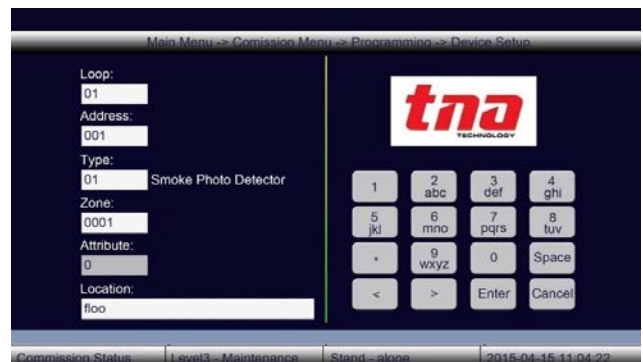 Main Menu -> Comission Menu -> Programming -> Device Setup
Loop:
01
Address:
001
Type:
01 Smoke Photo Detector
Zone:
0001
Attribute:
0
Location:
floo
tna
TECHNOLOGY
1 2 3 4
abc def ghi
5 6 7 8
jkl mno pqrs tuv
* 9 0 Space
wxyz
< > Enter Cancel
Commission Status Level3 - Maintenance Stand - alone 2015-04-15 11:04:22